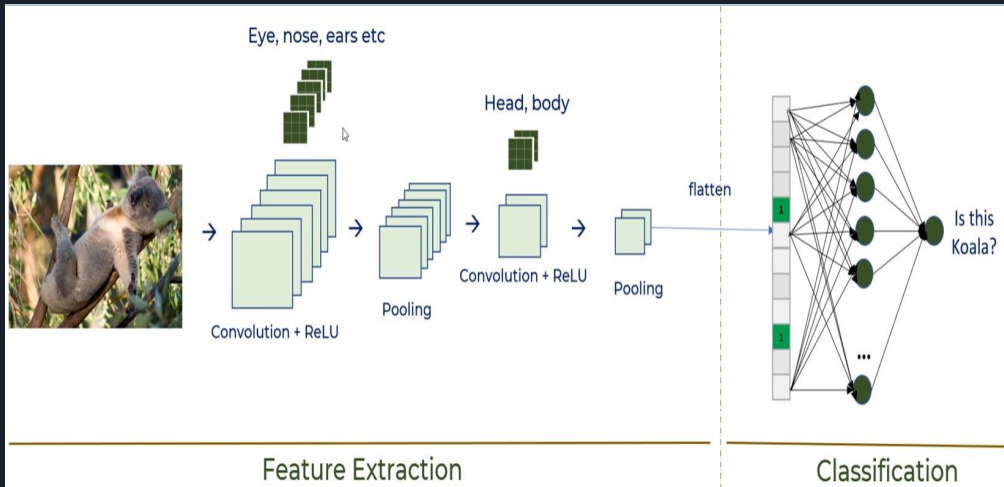 Eye, nose, ears etc
Head, body
flatten
1
Is this
Koala?
Convolution + ReLU
Pooling
Convolution + ReLU
Pooling
1
...
Feature Extraction
Classification